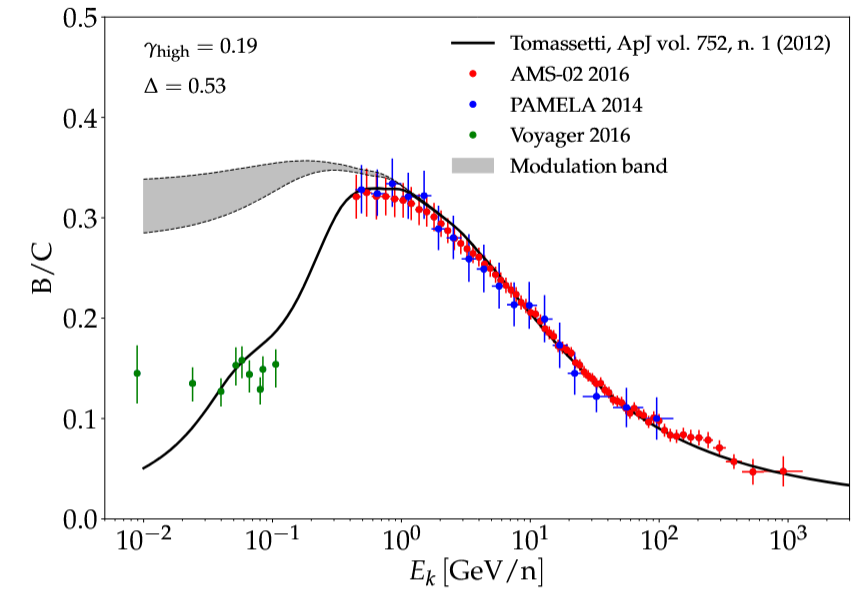 γhigh = 0.19
Δ = 0.53
Tomassetti, ApJ vol. 752, n. 1 (2012)
AMS-02 2016
PAMELA 2014
Voyager 2016
Modulation band
B/C
0.5
0.4
0.3
0.2
0.1
0.0
10⁻² 10⁻¹ 10⁰ 10¹ 10² 10³
Eₖ [GeV/n]